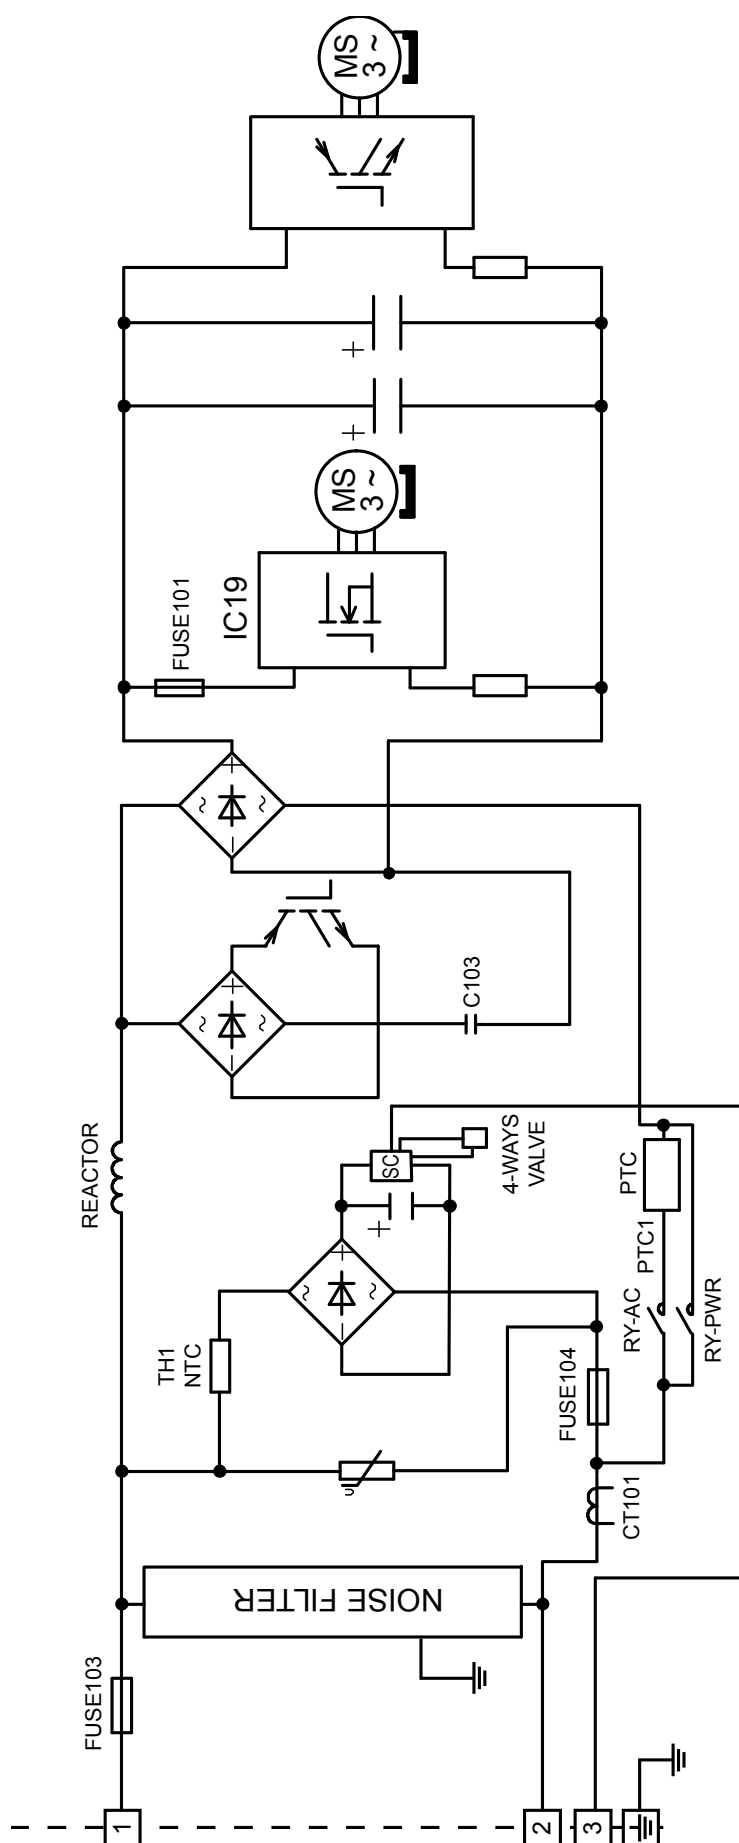 MS
3 ~
MS
3 ~
IC19
FUSE101
C103
REACTOR
SC
4-WAYS
VALVE
PTC
PTC1
RY-AC
RY-PWR
TH1
NTC
FUSE104
CT101
NOISE FILTER
FUSE103
1
2
3